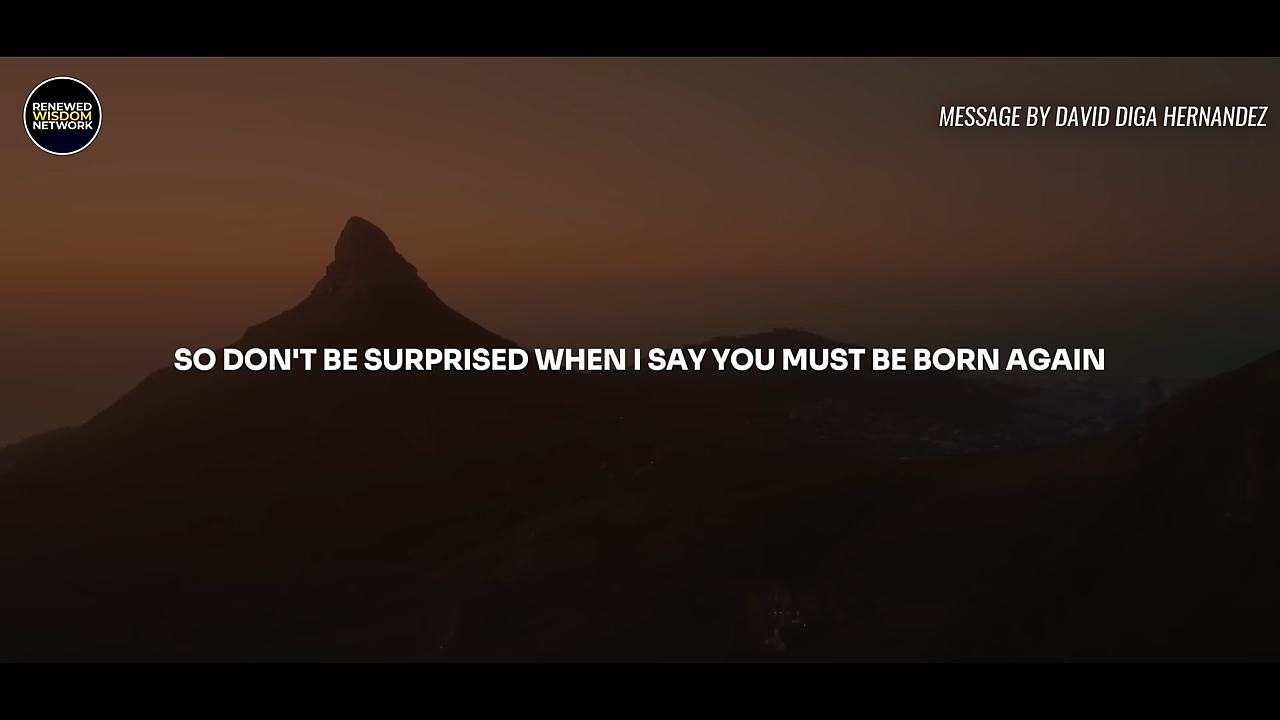 RENEWED
WISDOM
NETWORK
MESSAGE BY DAVID DIGA HERNANDEZ
SO DON'T BE SURPRISED WHEN I SAY YOU MUST BE BORN AGAIN